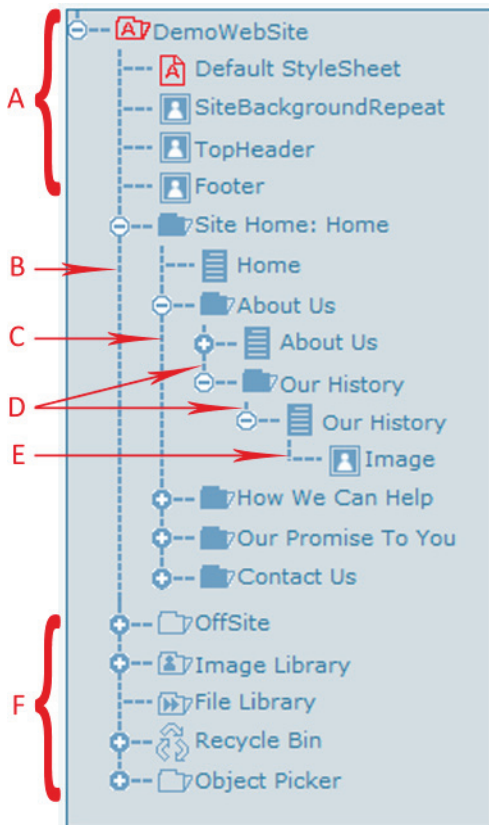 DemoWebSite
A Default StyleSheet
SiteBackgroundRepeat
TopHeader
Footer
Site Home: Home
B Home
C About Us
About Us
D Our History
Our History
E Image
How We Can Help
Our Promise To You
Contact Us
OffSite
Image Library
F File Library
Recycle Bin
Object Picker